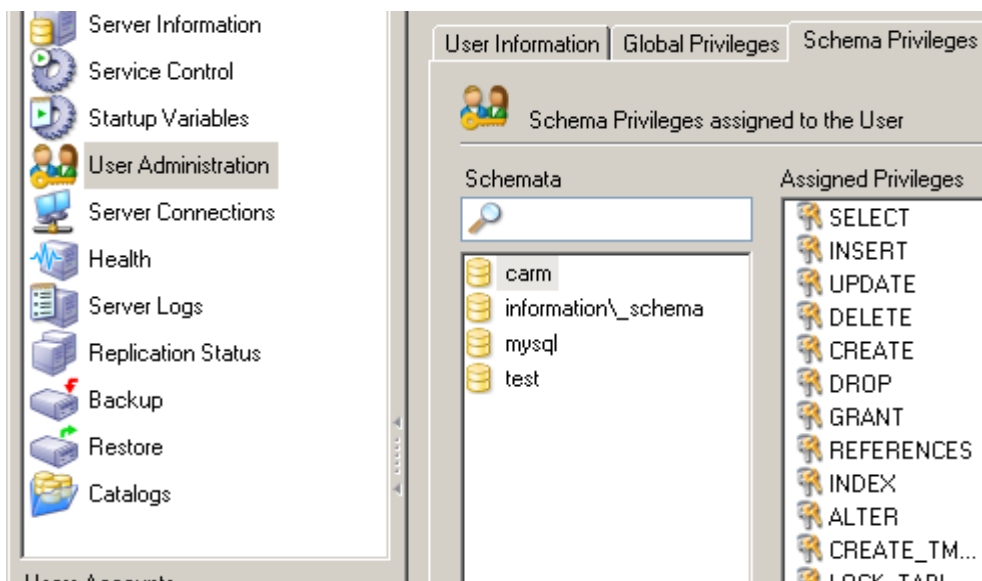 Server Information
Service Control
Startup Variables
User Administration
Server Connections
Health
Server Logs
Replication Status
Backup
Restore
Catalogs
User Information
Global Privileges
Schema Privileges
Schema Privileges assigned to the User
Schemata
carm
information\_schema
mysql
test
Assigned Privileges
SELECT
INSERT
UPDATE
DELETE
CREATE
DROP
GRANT
REFERENCES
INDEX
ALTER
CREATE_TM...